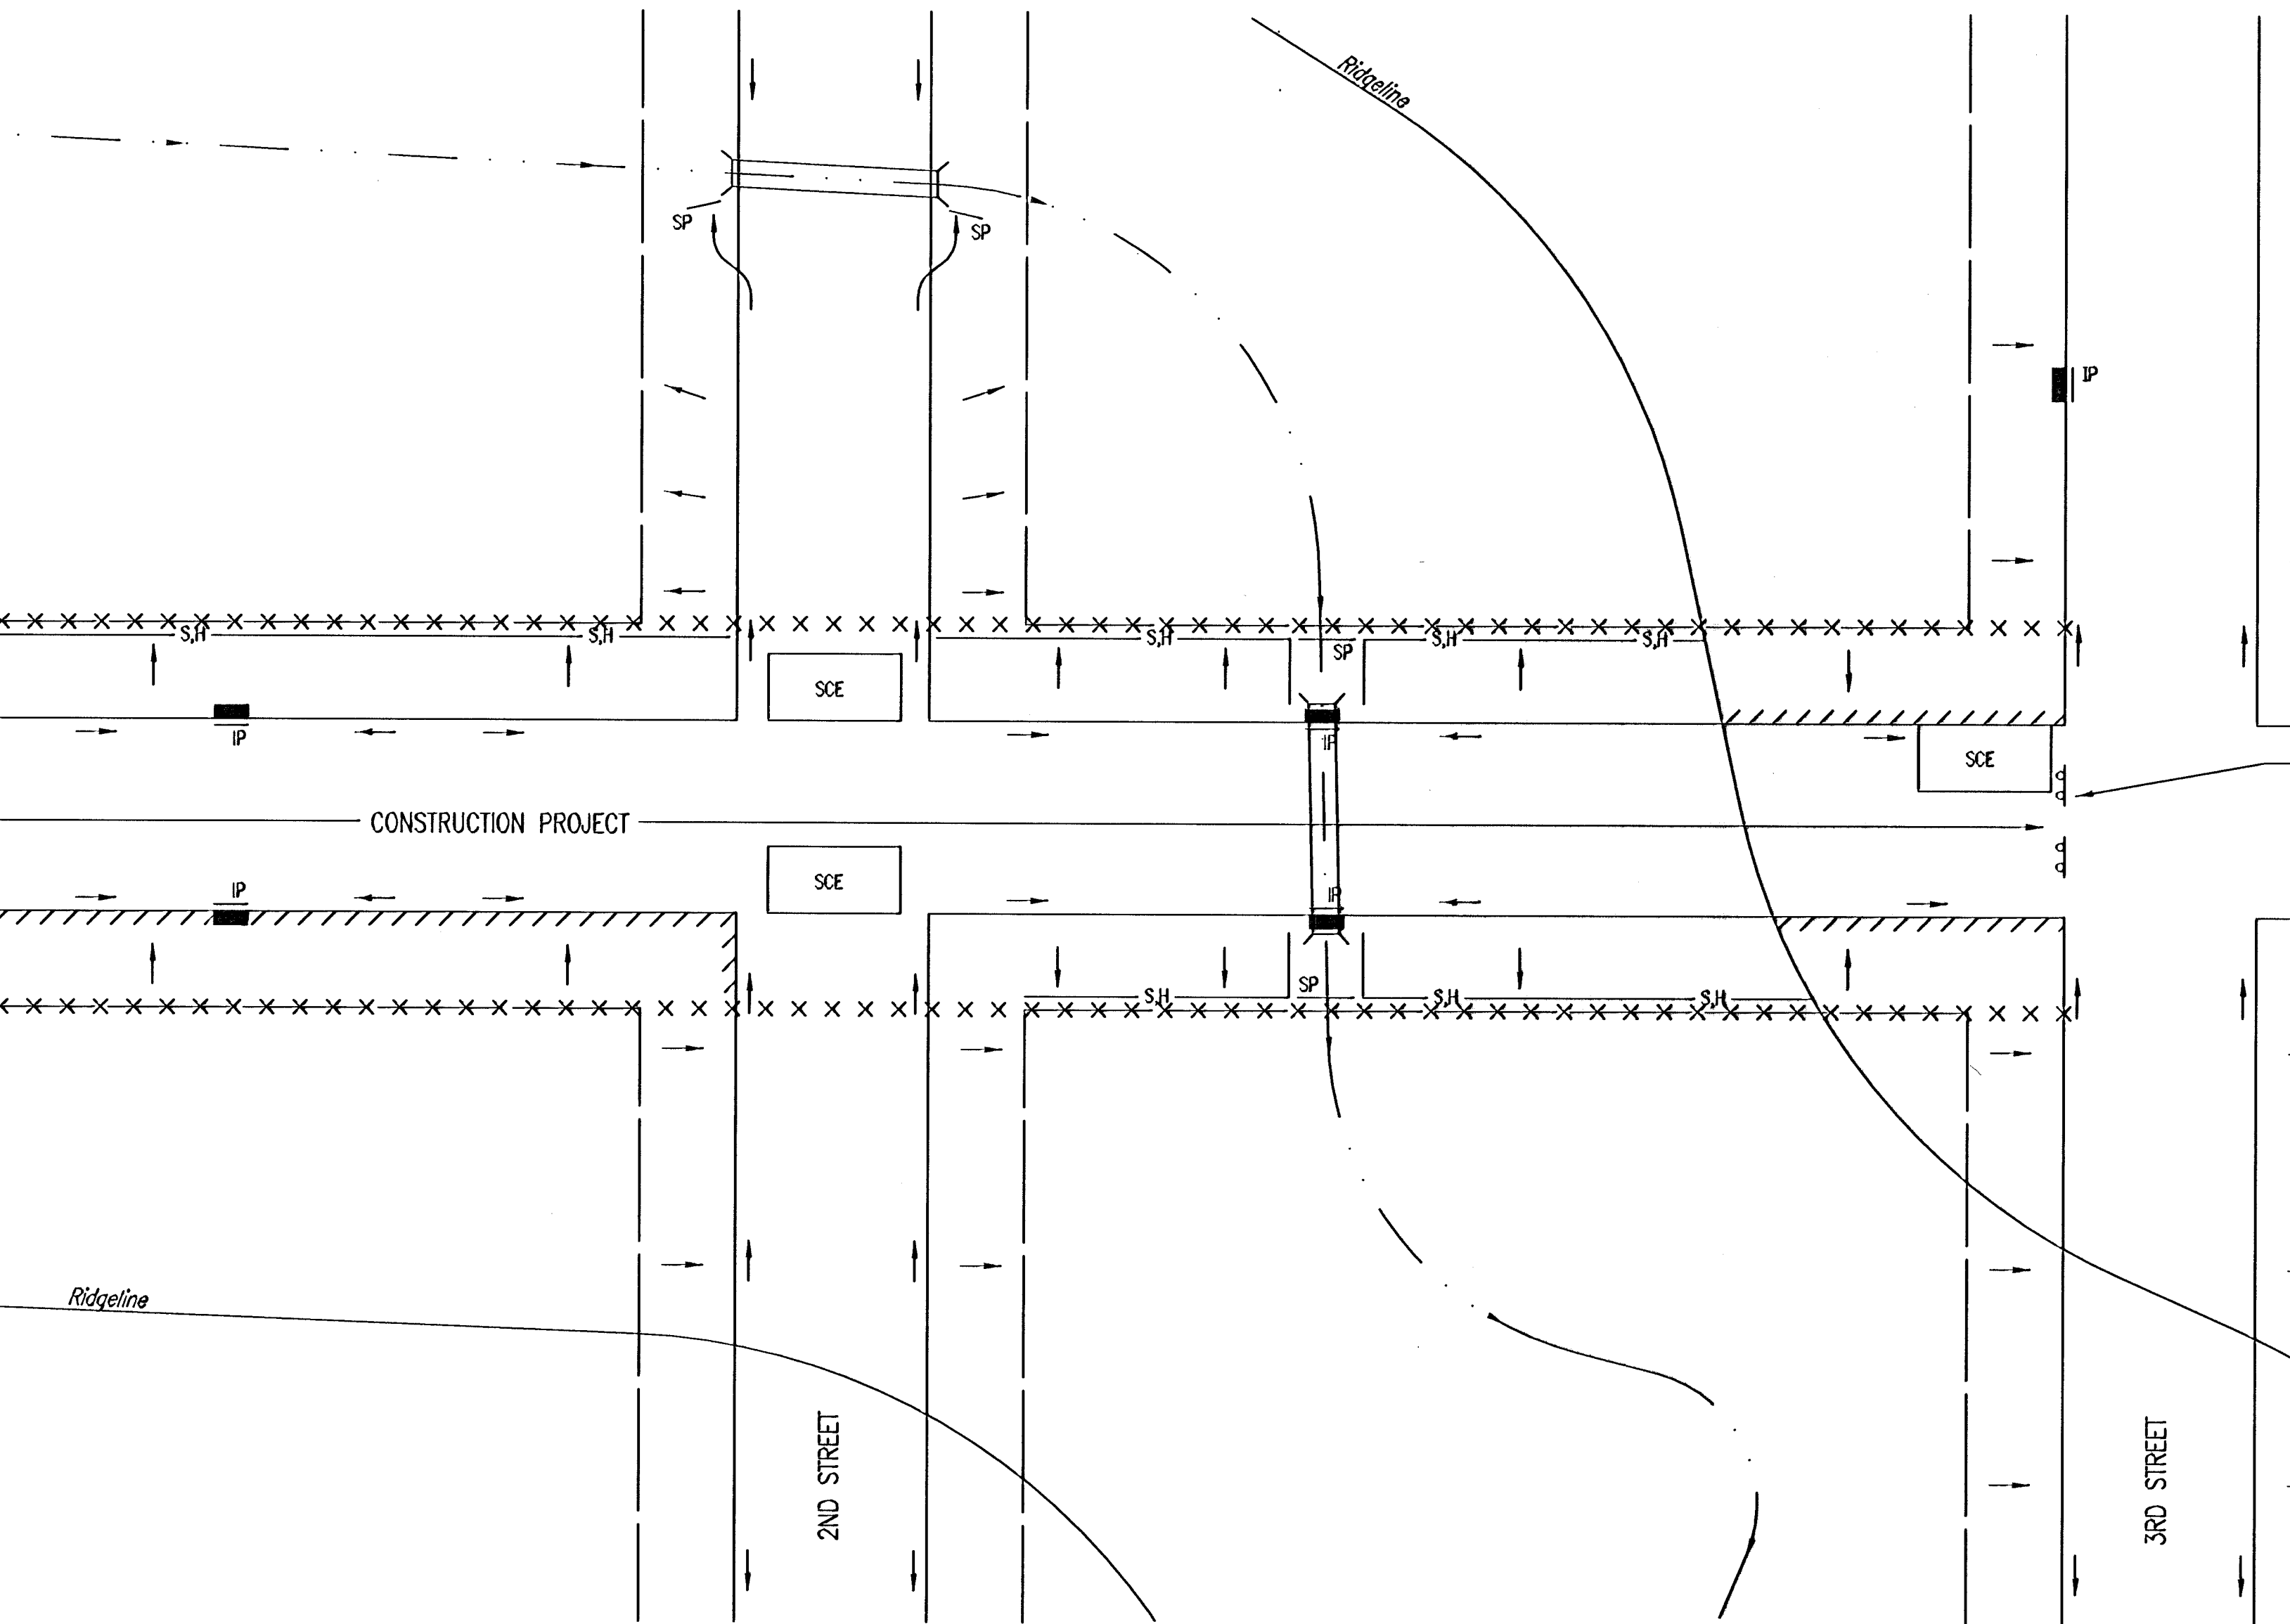 Ridgeline
SP
SP
IP
S,H
S,H
S,H
SP
S,H
S,H
SCE
IP
IP
SCE
CONSTRUCTION PROJECT
SCE
IP
IP
S,H
SP
S,H
S,H
Ridgeline
2ND STREET
3RD STREET